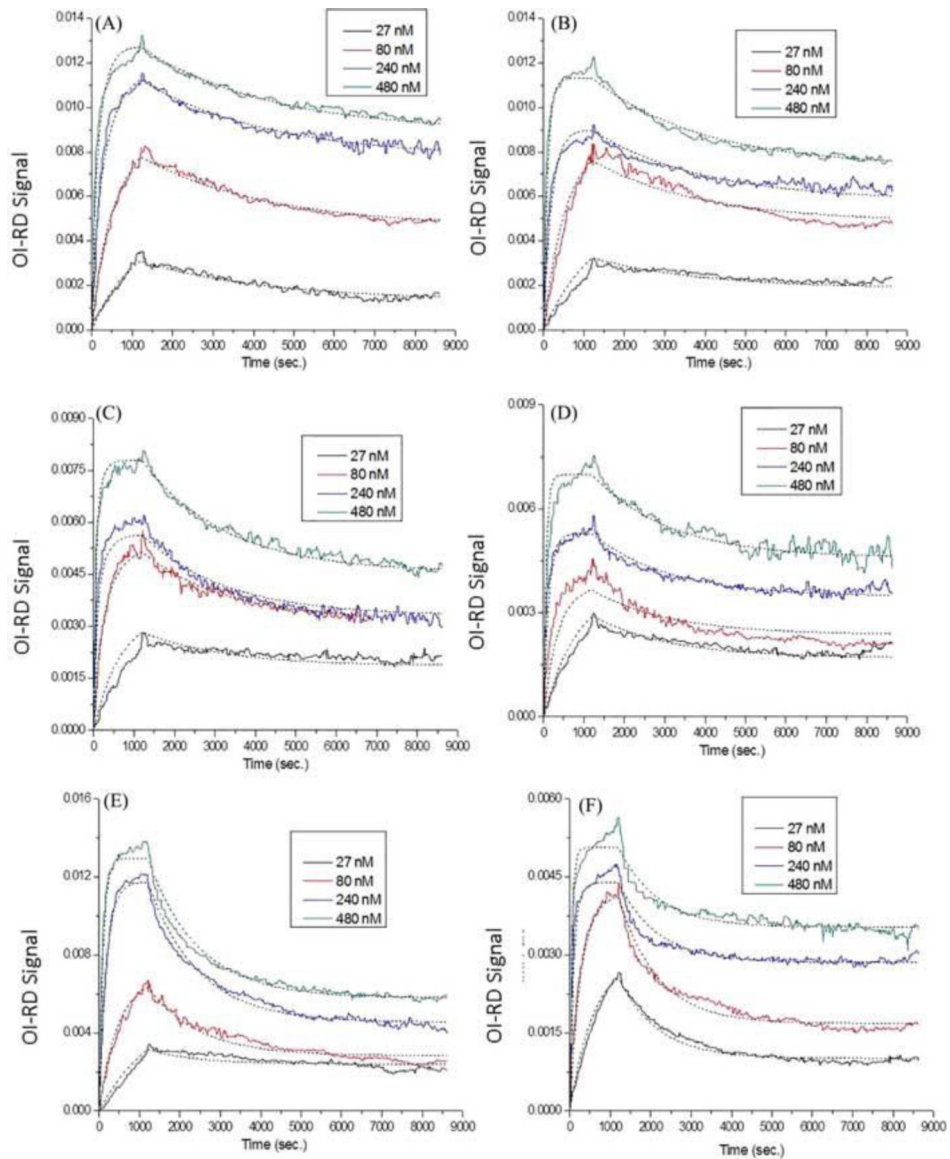 (A)
27 nM
80 nM
240 nM
480 nM
OI-RD Signal
0.014
0.012
0.010
0.008
0.006
0.004
0.002
0.000
0 1000 2000 3000 4000 5000 6000 7000 8000 9000
Time (sec.)
(B)
27 nM
80 nM
240 nM
480 nM
OI-RD Signal
0.014
0.012
0.010
0.008
0.006
0.004
0.002
0.000
0 1000 2000 3000 4000 5000 6000 7000 8000 9000
Time (sec.)
(C)
27 nM
80 nM
240 nM
480 nM
OI-RD Signal
0.0090
0.0075
0.0060
0.0045
0.0030
0.0015
0.0000
0 1000 2000 3000 4000 5000 6000 7000 8000 9000
Time (sec.)
(D)
27 nM
80 nM
240 nM
480 nM
OI-RD Signal
0.009
0.006
0.003
0.000
0 1000 2000 3000 4000 5000 6000 7000 8000 9000
Time (sec.)
(E)
27 nM
80 nM
240 nM
480 nM
OI-RD Signal
0.016
0.012
0.008
0.004
0.000
0 1000 2000 3000 4000 5000 6000 7000 8000 9000
Time (sec.)
(F)
27 nM
80 nM
240 nM
480 nM
OI-RD Signal
0.0060
0.0045
0.0030
0.0015
0.0000
0 1000 2000 3000 4000 5000 6000 7000 8000 9000
Time (sec.)